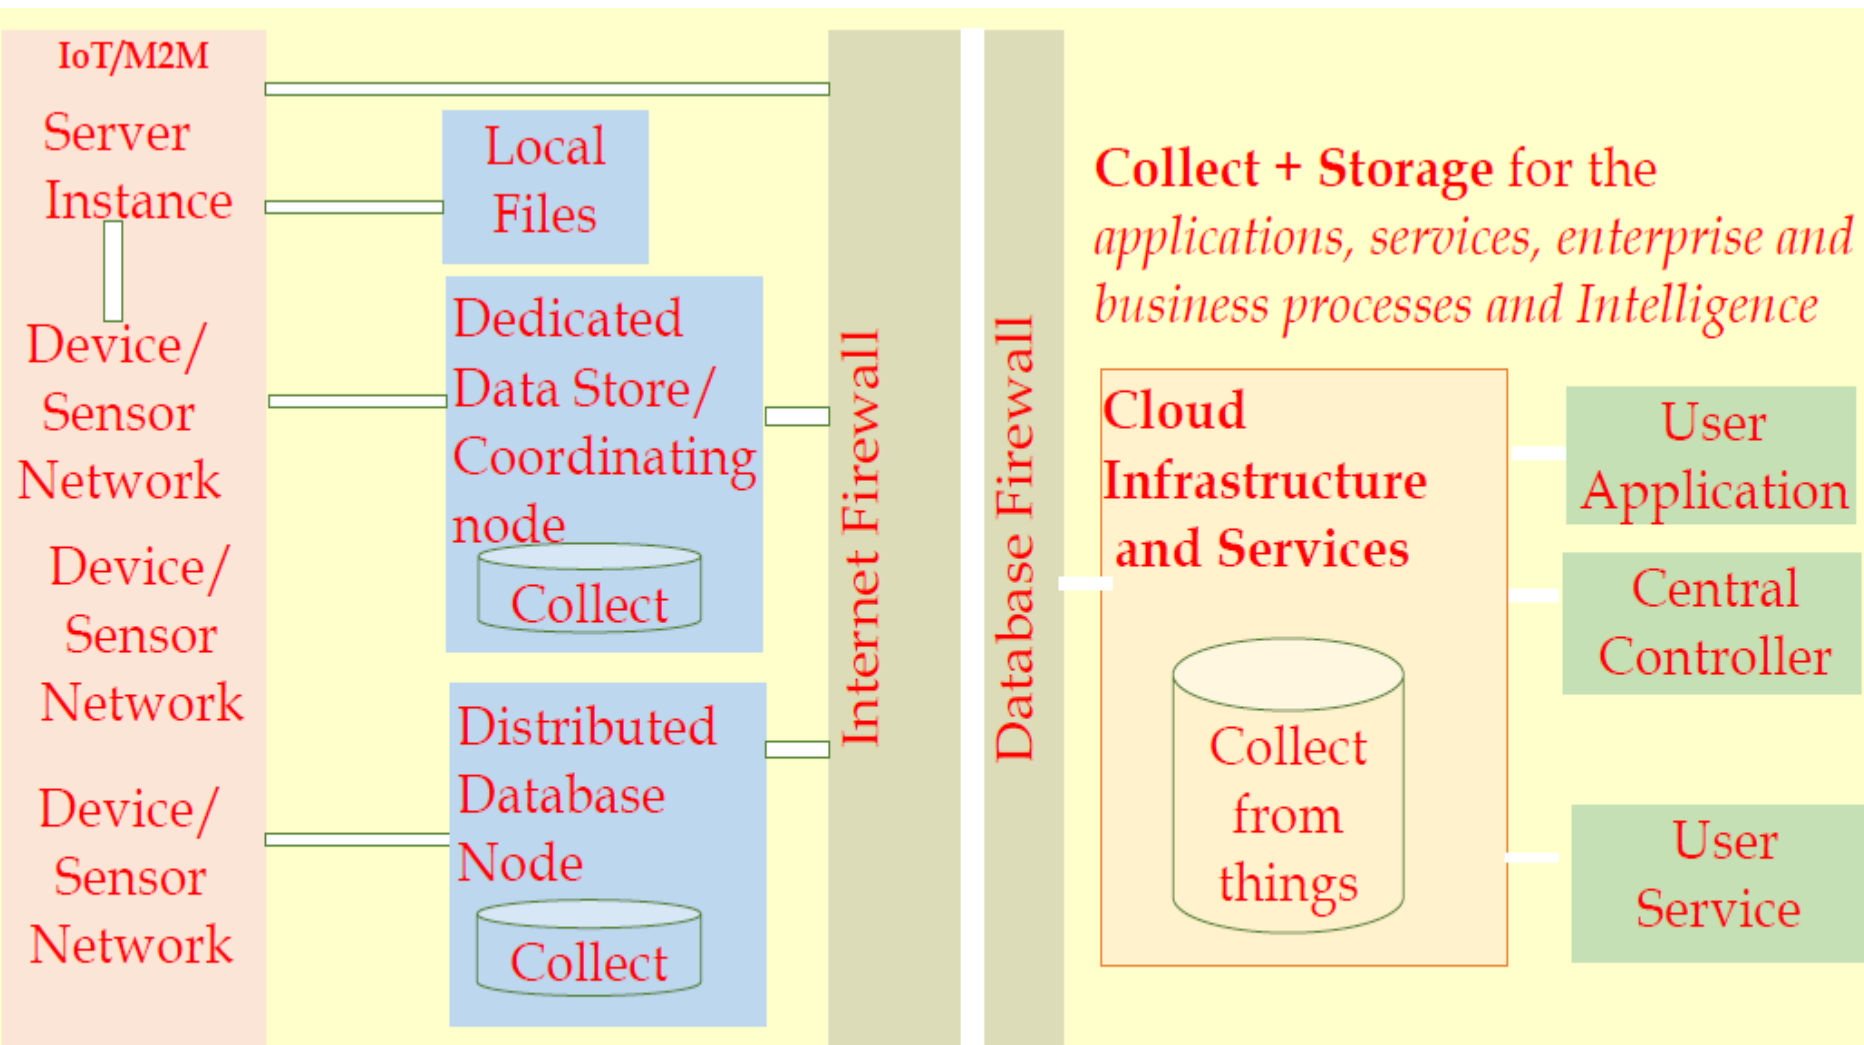 IoT/M2M
Server
Instance
Device/
Sensor
Network
Device/
Sensor
Network
Device/
Sensor
Network
Local
Files
Dedicated
Data Store/
Coordinating
node
Collect
Distributed
Database
Node
Collect
Internet Firewall
Database Firewall
Collect + Storage for the
applications, services, enterprise and
business processes and Intelligence
Cloud
Infrastructure
and Services
Collect
from
things
User
Application
Central
Controller
User
Service